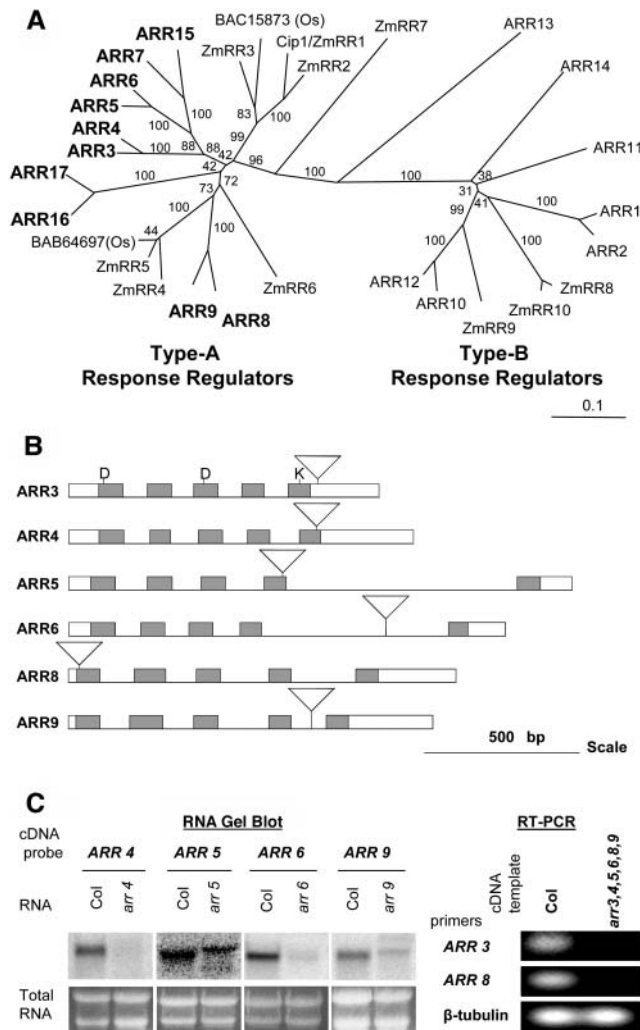 A
BAC15873 (Os)
ARR15
Cip1/ZmRR1
ZmRR7
ARR13
ARR7
ZmRR3
ZmRR2
ARR6
ARR14
ARR5
100
83
100
ARR4
100
100
99
ARR11
ARR3
100
88
88
42
96
100
100
38
ARR17
100
42
72
31
41
ARR1
73
99
100
ARR16
100
100
100
100
ARR2
BAB64697(Os)
44
ZmRR5
ARR12
ZmRR8
ZmRR4
ZmRR6
ARR10
ZmRR10
ARR9
ARR8
ZmRR9
Type-A
Response Regulators
Type-B
Response Regulators
0.1
B
D
D
K
ARR3
ARR4
ARR5
ARR6
ARR8
ARR9
500 bp
Scale
C
RNA Gel Blot
RT-PCR
cDNA
probe
ARR 4
ARR 5
ARR 6
ARR 9
RNA
Col
arr 4
Col
arr 5
Col
arr 6
Col
arr 9
Total
RNA
cDNA
template
primers
Col
arr3,4,5,6,8,9
ARR 3
ARR 8
β-tubulin